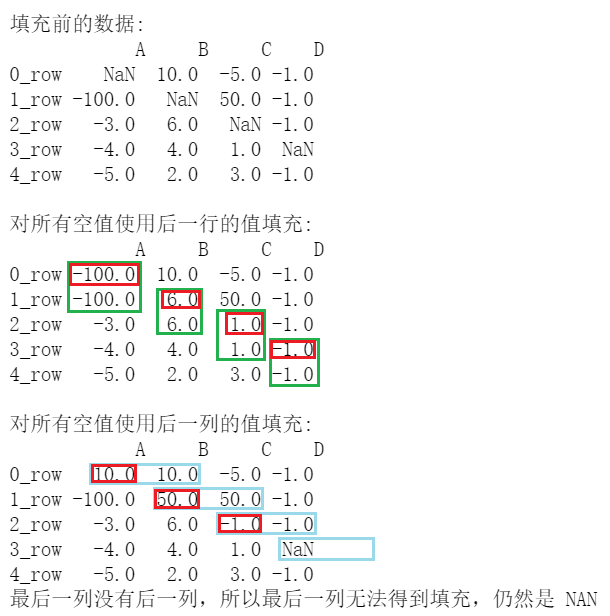 填充前的数据:
A B C D
0_row NaN 10.0 -5.0 -1.0
1_row -100.0 NaN 50.0 -1.0
2_row -3.0 6.0 NaN -1.0
3_row -4.0 4.0 1.0 NaN
4_row -5.0 2.0 3.0 -1.0
对所有空值使用后一行的值填充:
A B C D
0_row -100.0 10.0 -5.0 -1.0
1_row -100.0 6.0 50.0 -1.0
2_row -3.0 6.0 1.0 -1.0
3_row -4.0 4.0 1.0 -1.0
4_row -5.0 2.0 3.0 -1.0
对所有空值使用后一列的值填充:
A B C D
0_row 10.0 10.0 -5.0 -1.0
1_row -100.0 50.0 50.0 -1.0
2_row -3.0 6.0 -1.0 -1.0
3_row -4.0 4.0 1.0 NaN
4_row -5.0 2.0 3.0 -1.0
最后一列没有后一列，所以最后一列无法得到填充，仍然是 NAN